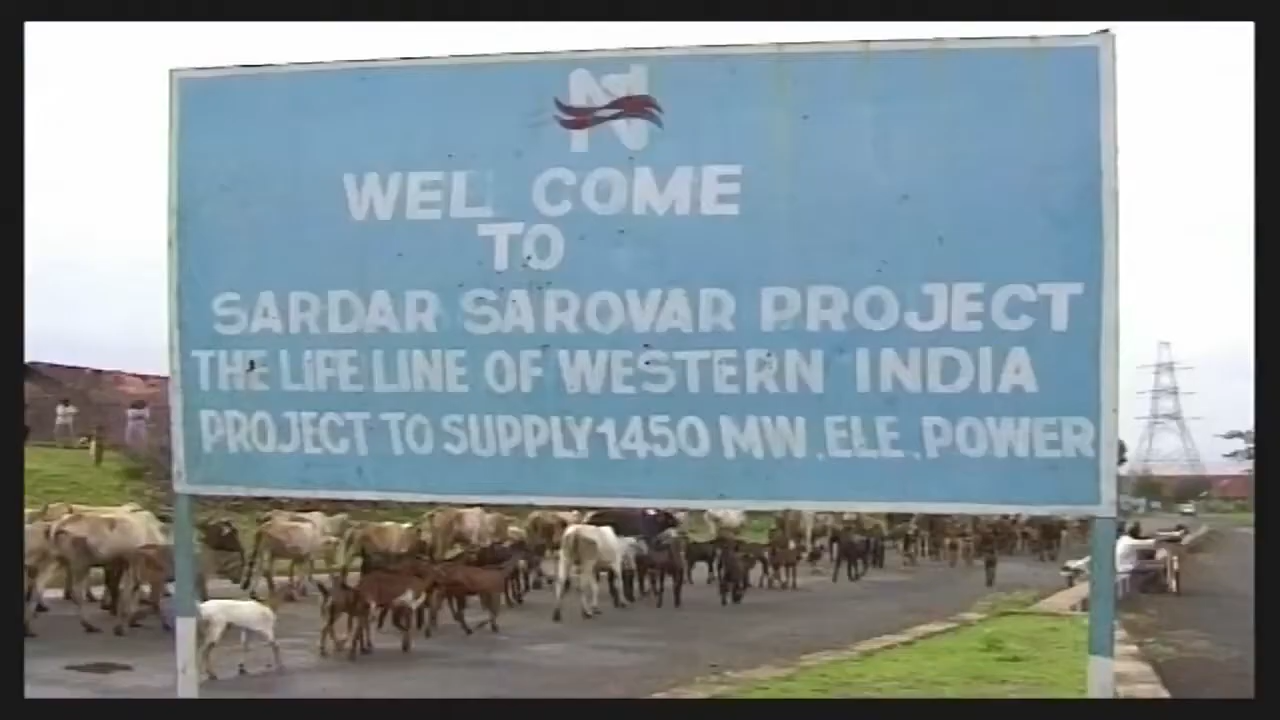 N
WEL COME
TO
SARDAR SAROVAR PROJECT
THE LIFE LINE OF WESTERN INDIA
PROJECT TO SUPPLY 1450 MW. ELE. POWER